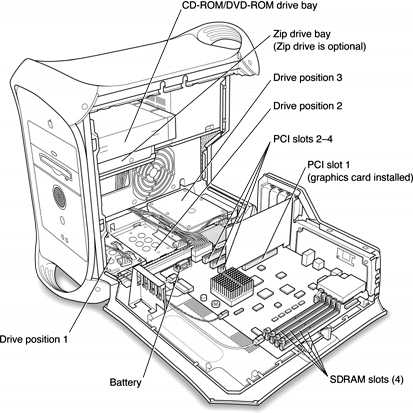 CD-ROM/DVD-ROM drive bay
Zip drive bay
(Zip drive is optional)
Drive position 3
Drive position 2
PCI slots 2–4
PCI slot 1
(graphics card installed)
Drive position 1
Battery
SDRAM slots (4)